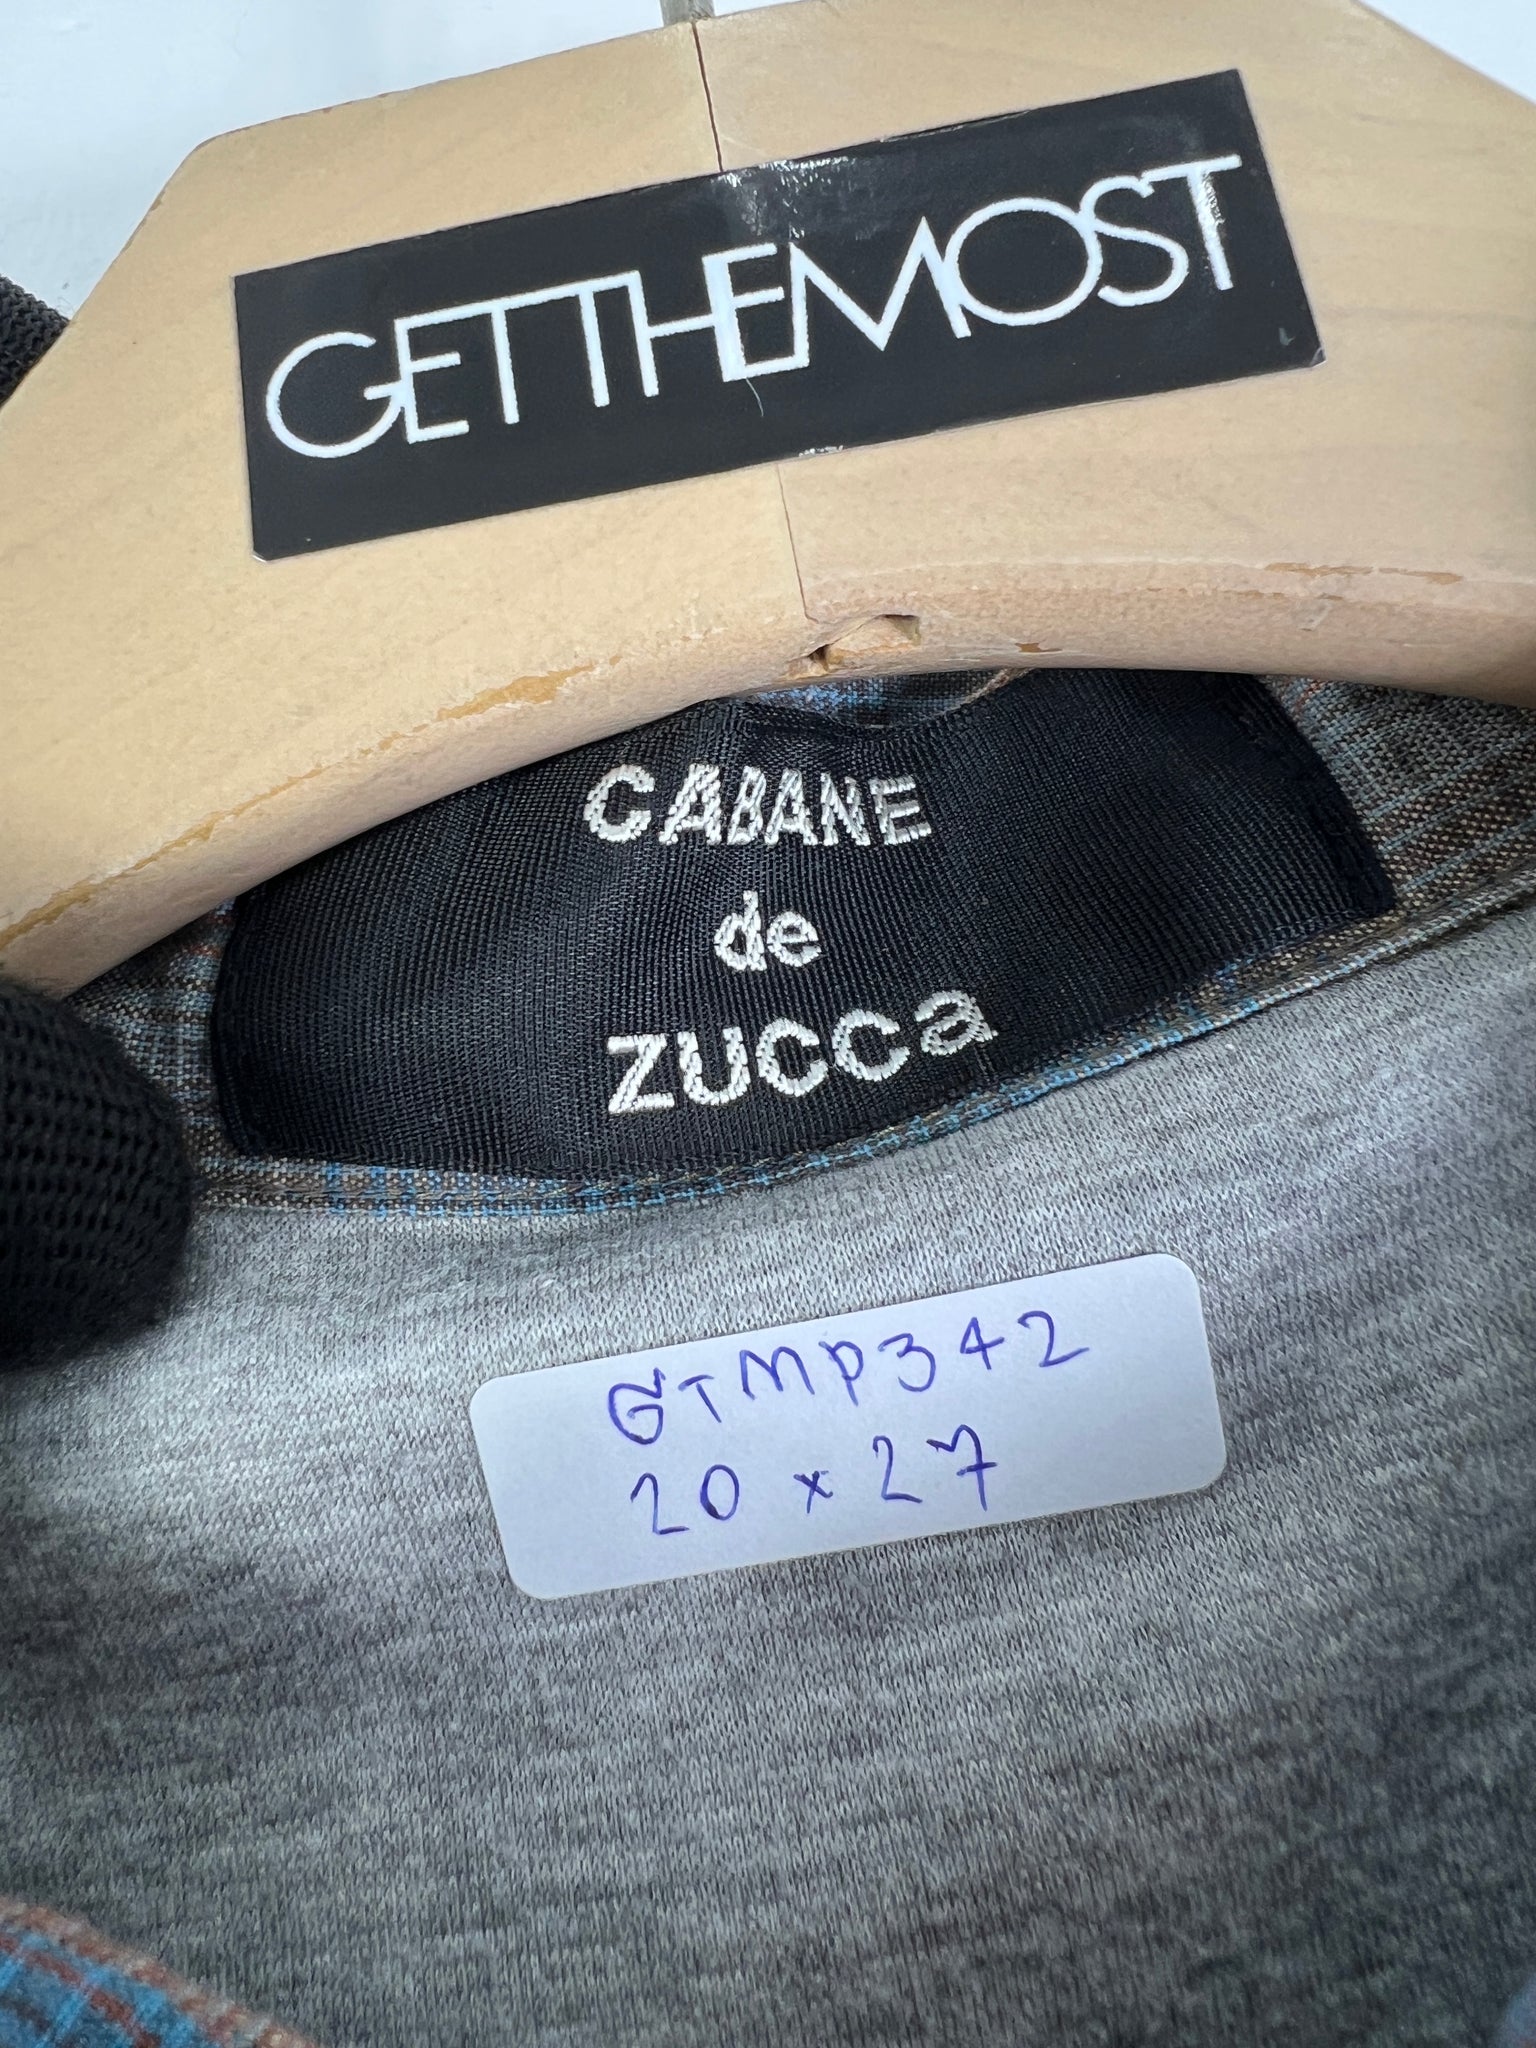 GETTHEMOST
CABANE
de
ZUCCa
GTMP342
20 x 27